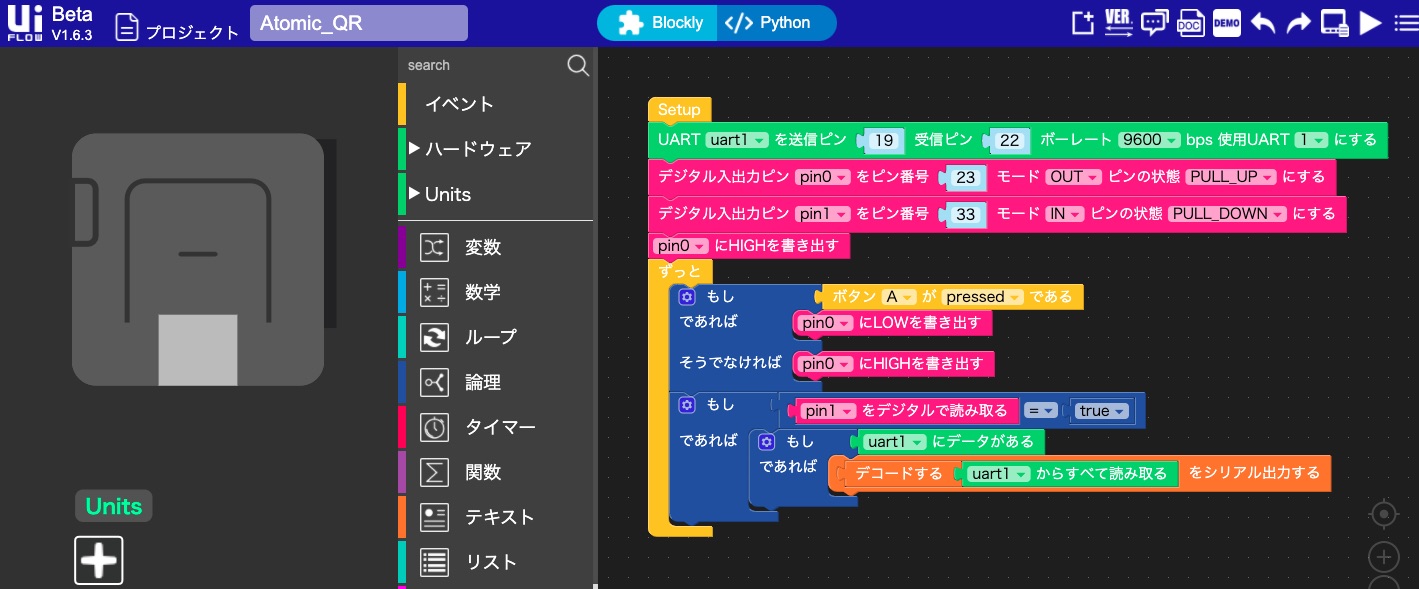 Ui FLOW Beta V1.6.3 プロジェクト Atomic_QR Blockly </> Python VER. DOC DEMO
search
イベント
ハードウェア
Units
変数
数学
ループ
論理
タイマー
関数
テキスト
リスト
Units
Setup
UART uart1 を送信ピン 19 受信ピン 22 ボーレート 9600 bps 使用UART 1 にする
デジタル入出力ピン pin0 をピン番号 23 モード OUT ピンの状態 PULL_UP にする
デジタル入出力ピン pin1 をピン番号 33 モード IN ピンの状態 PULL_DOWN にする
pin0 にHIGHを書き出す
ずっと
もし ボタン A が pressed である
であれば pin0 にLOWを書き出す
そうでなければ pin0 にHIGHを書き出す
もし pin1 をデジタルで読み取る = true
であれば もし uart1 にデータがある
であれば デコードする uart1 からすべて読み取る をシリアル出力する